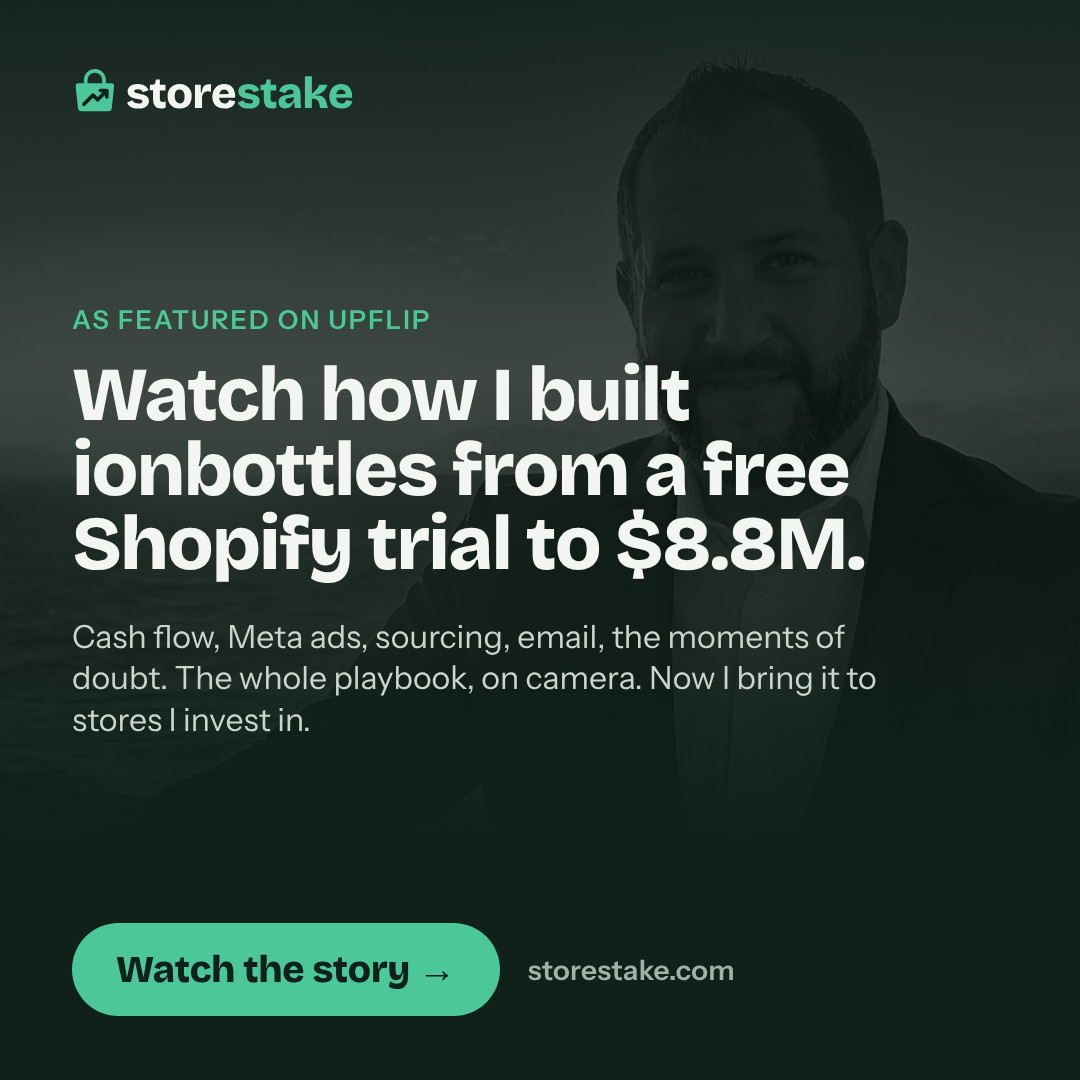 storestake
AS FEATURED ON UPFLIP
Watch how I built
ionbottles from a free
Shopify trial to $8.8M.
Cash flow, Meta ads, sourcing, email, the moments of
doubt. The whole playbook, on camera. Now I bring it to
stores I invest in.
Watch the story →
storestake.com